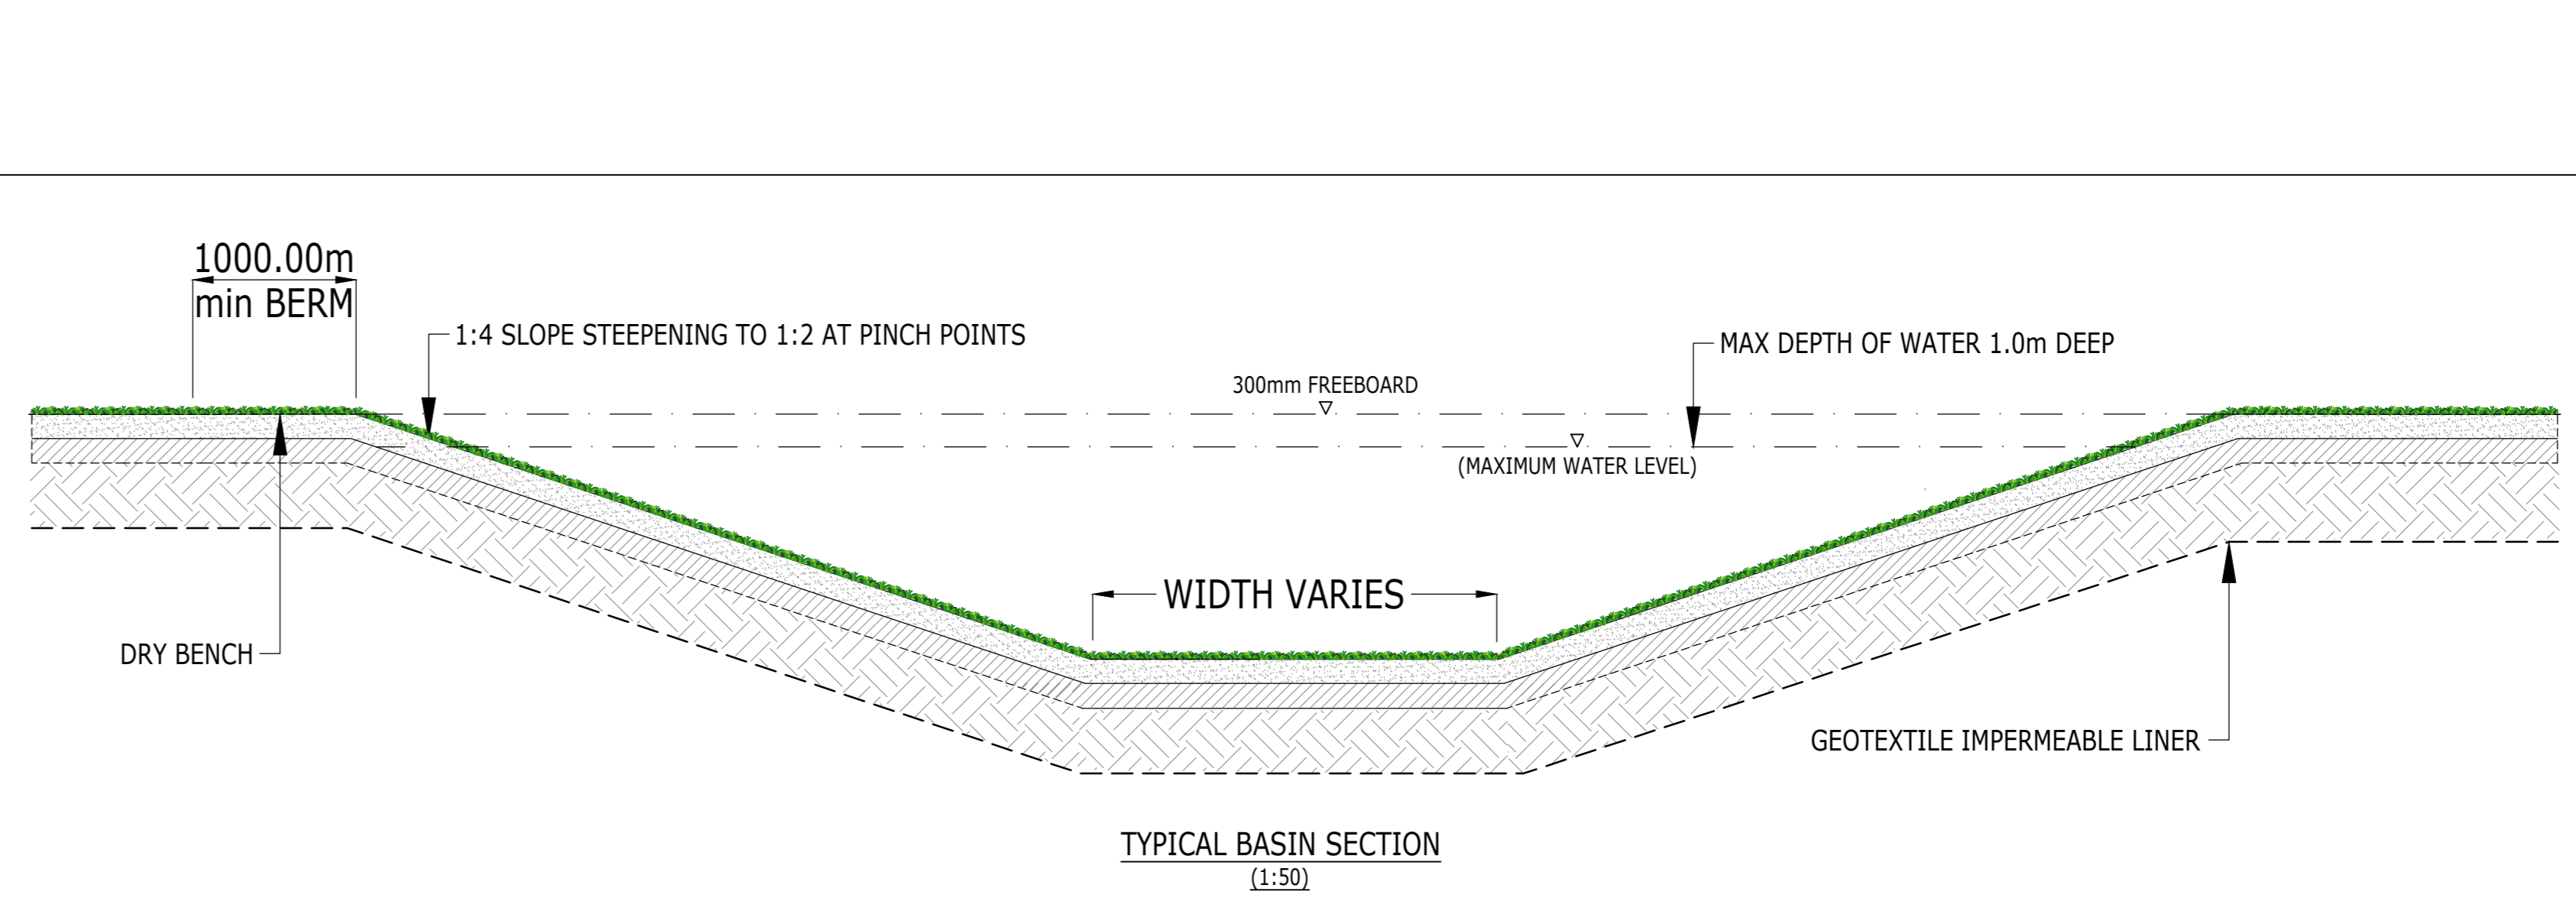 1000.00m
min BERM
1:4 SLOPE STEEPENING TO 1:2 AT PINCH POINTS
MAX DEPTH OF WATER 1.0m DEEP
300mm FREEBOARD
(MAXIMUM WATER LEVEL)
WIDTH VARIES
DRY BENCH
GEOTEXTILE IMPERMEABLE LINER
TYPICAL BASIN SECTION
(1:50)